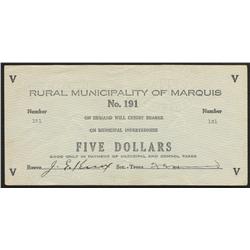 V RURAL MUNICIPALITY OF MARQUIS V
No. 191
Number ON DEMAND WILL CREDIT BEARER Number
191 191
ON MUNICIPAL INDEBTEDNESS
FIVE DOLLARS
GOOD ONLY IN PAYMENT OF MUNICIPAL AND SCHOOL TAXES
Reeve Sec.-Treas.
V V